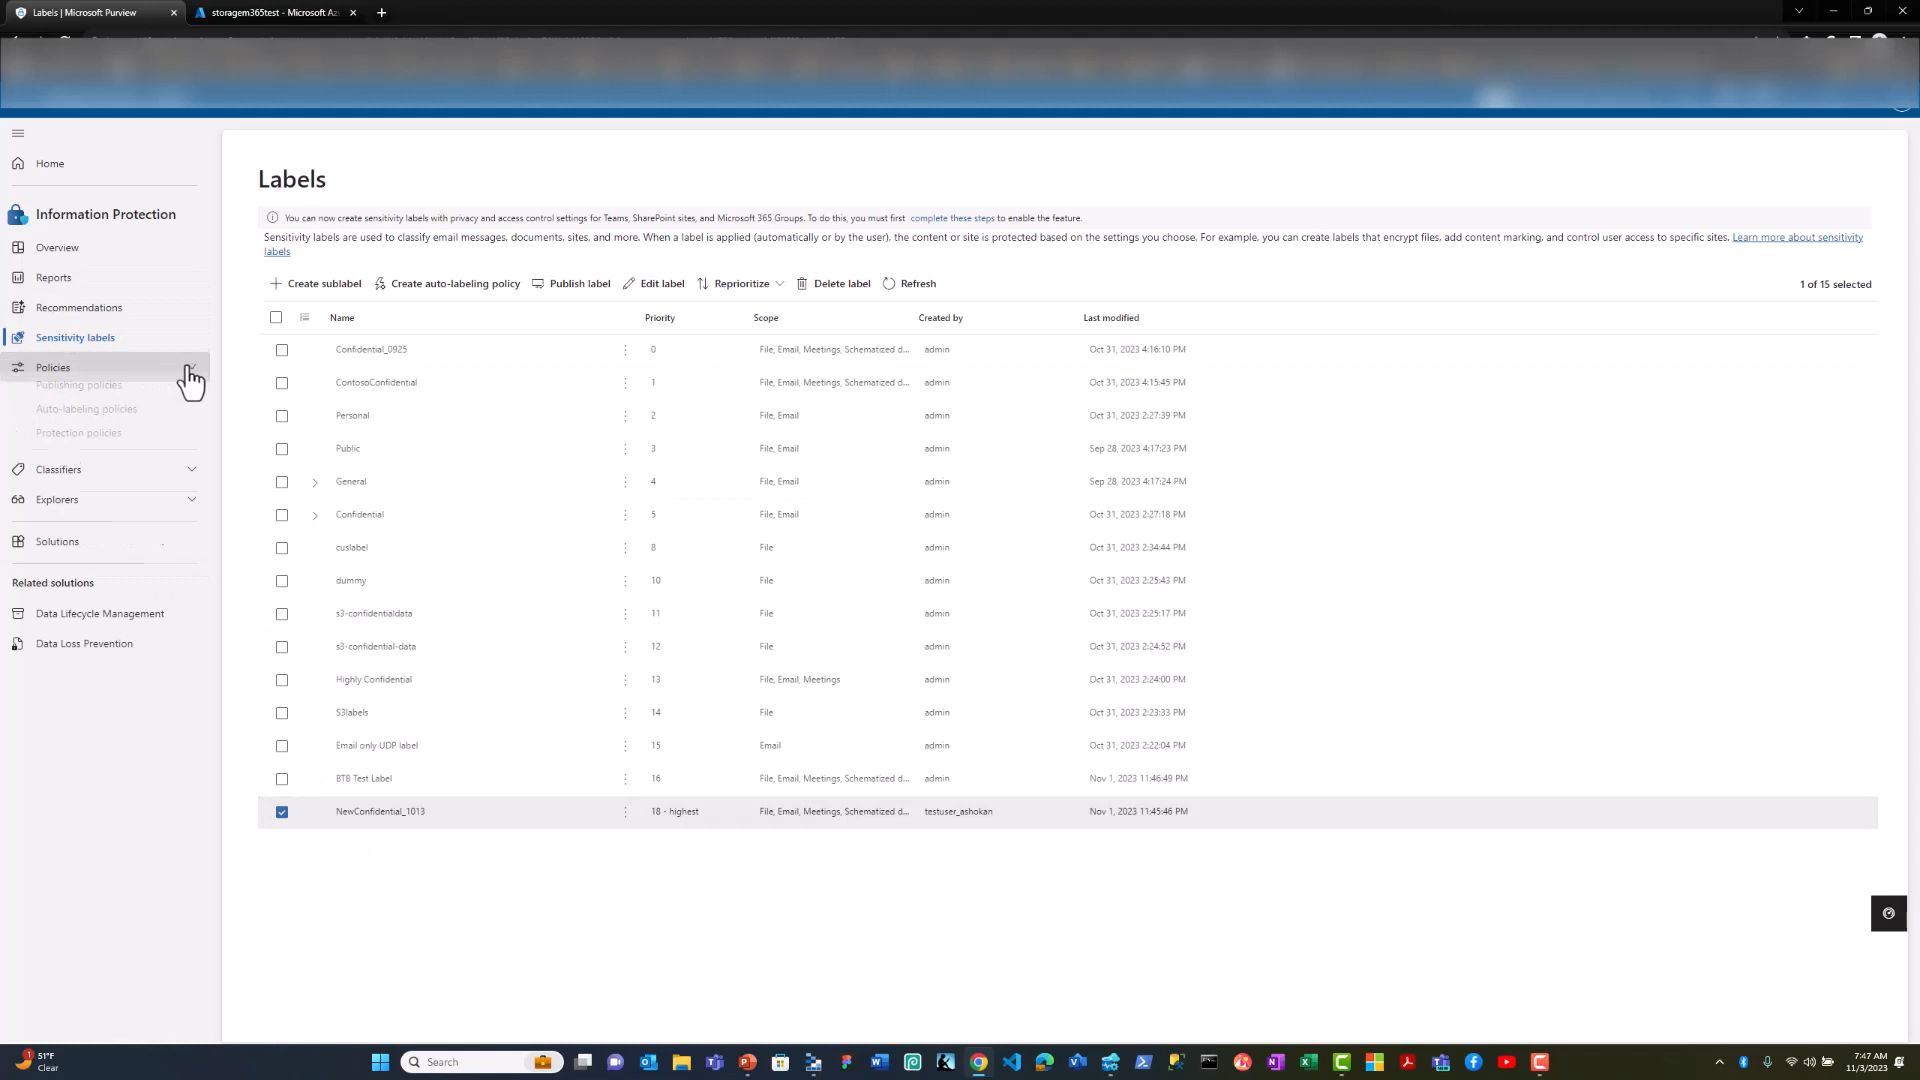 Labels | Microsoft Purview
storagem365test - Microsoft Az
Home
Information Protection
Overview
Reports
Recommendations
Sensitivity labels
Policies
Publishing policies
Auto-labeling policies
Protection policies
Classifiers
Explorers
Solutions
Related solutions
Data Lifecycle Management
Data Loss Prevention
Labels
You can now create sensitivity labels with privacy and access control settings for Teams, SharePoint sites, and Microsoft 365 Groups. To do this, you must first complete these steps to enable the feature.
Sensitivity labels are used to classify email messages, documents, sites, and more. When a label is applied (automatically or by the user), the content or site is protected based on the settings you choose. For example, you can create labels that encrypt files, add content marking, and control user access to specific sites. Learn more about sensitivity
labels
Create sublabel Create auto-labeling policy Publish label Edit label Reprioritize Delete label Refresh 1 of 15 selected
Name Priority Scope Created by Last modified
Confidential_0925 0 File, Email, Meetings, Schematized d... admin Oct 31, 2023 4:16:10 PM
ContosoConfidential 1 File, Email, Meetings, Schematized d... admin Oct 31, 2023 4:15:45 PM
Personal 2 File, Email admin Oct 31, 2023 2:27:39 PM
Public 3 File, Email admin Sep 28, 2023 4:17:23 PM
General 4 File, Email admin Sep 28, 2023 4:17:24 PM
Confidential 5 File, Email admin Oct 31, 2023 2:27:18 PM
cuslabel 8 File admin Oct 31, 2023 2:34:44 PM
dummy 10 File admin Oct 31, 2023 2:25:43 PM
s3-confidentialdata 11 File admin Oct 31, 2023 2:25:17 PM
s3-confidential-data 12 File admin Oct 31, 2023 2:24:52 PM
Highly Confidential 13 File, Email, Meetings admin Oct 31, 2023 2:24:00 PM
S3labels 14 File admin Oct 31, 2023 2:23:33 PM
Email only UDP label 15 Email admin Oct 31, 2023 2:22:04 PM
BTB Test Label 16 File, Email, Meetings, Schematized d... admin Nov 1, 2023 11:46:49 PM
NewConfidential_1013 18 - highest File, Email, Meetings, Schematized d... testuser_ashokan Nov 1, 2023 11:45:46 PM
1
51°F
Clear
Search
7:47 AM
11/3/2023